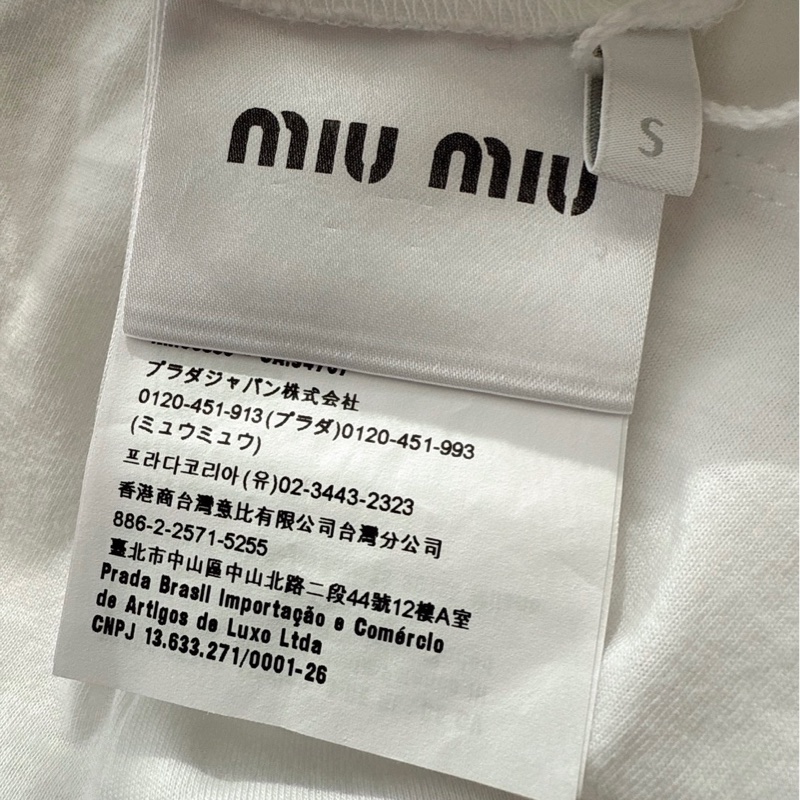 miu miu
S
プラダジャパン株式会社
0120-451-913(プラダ)0120-451-993
(ミュウミュウ)
프라다코리아(유)02-3443-2323
香港商台灣意比有限公司台灣分公司
886-2-2571-5255
臺北市中山區中山北路二段44號12樓A室
Prada Brasil Importação e Comércio
de Artigos de Luxo Ltda
CNPJ 13.633.271/0001-26